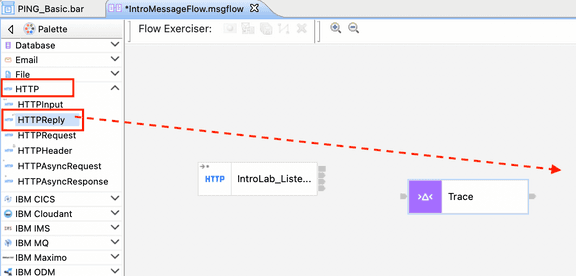 PING_Basic.bar
*IntroMessageFlow.msgflow
Palette
Flow Exerciser:
Database
Email
File
HTTP
HTTPInput
HTTPReply
HTTPRequest
HTTPHeader
HTTPAsyncRequest
HTTPAsyncResponse
IBM CICS
IBM Cloudant
IBM IMS
IBM MQ
IBM Maximo
IBM ODM
HTTP
IntroLab_Liste...
Trace